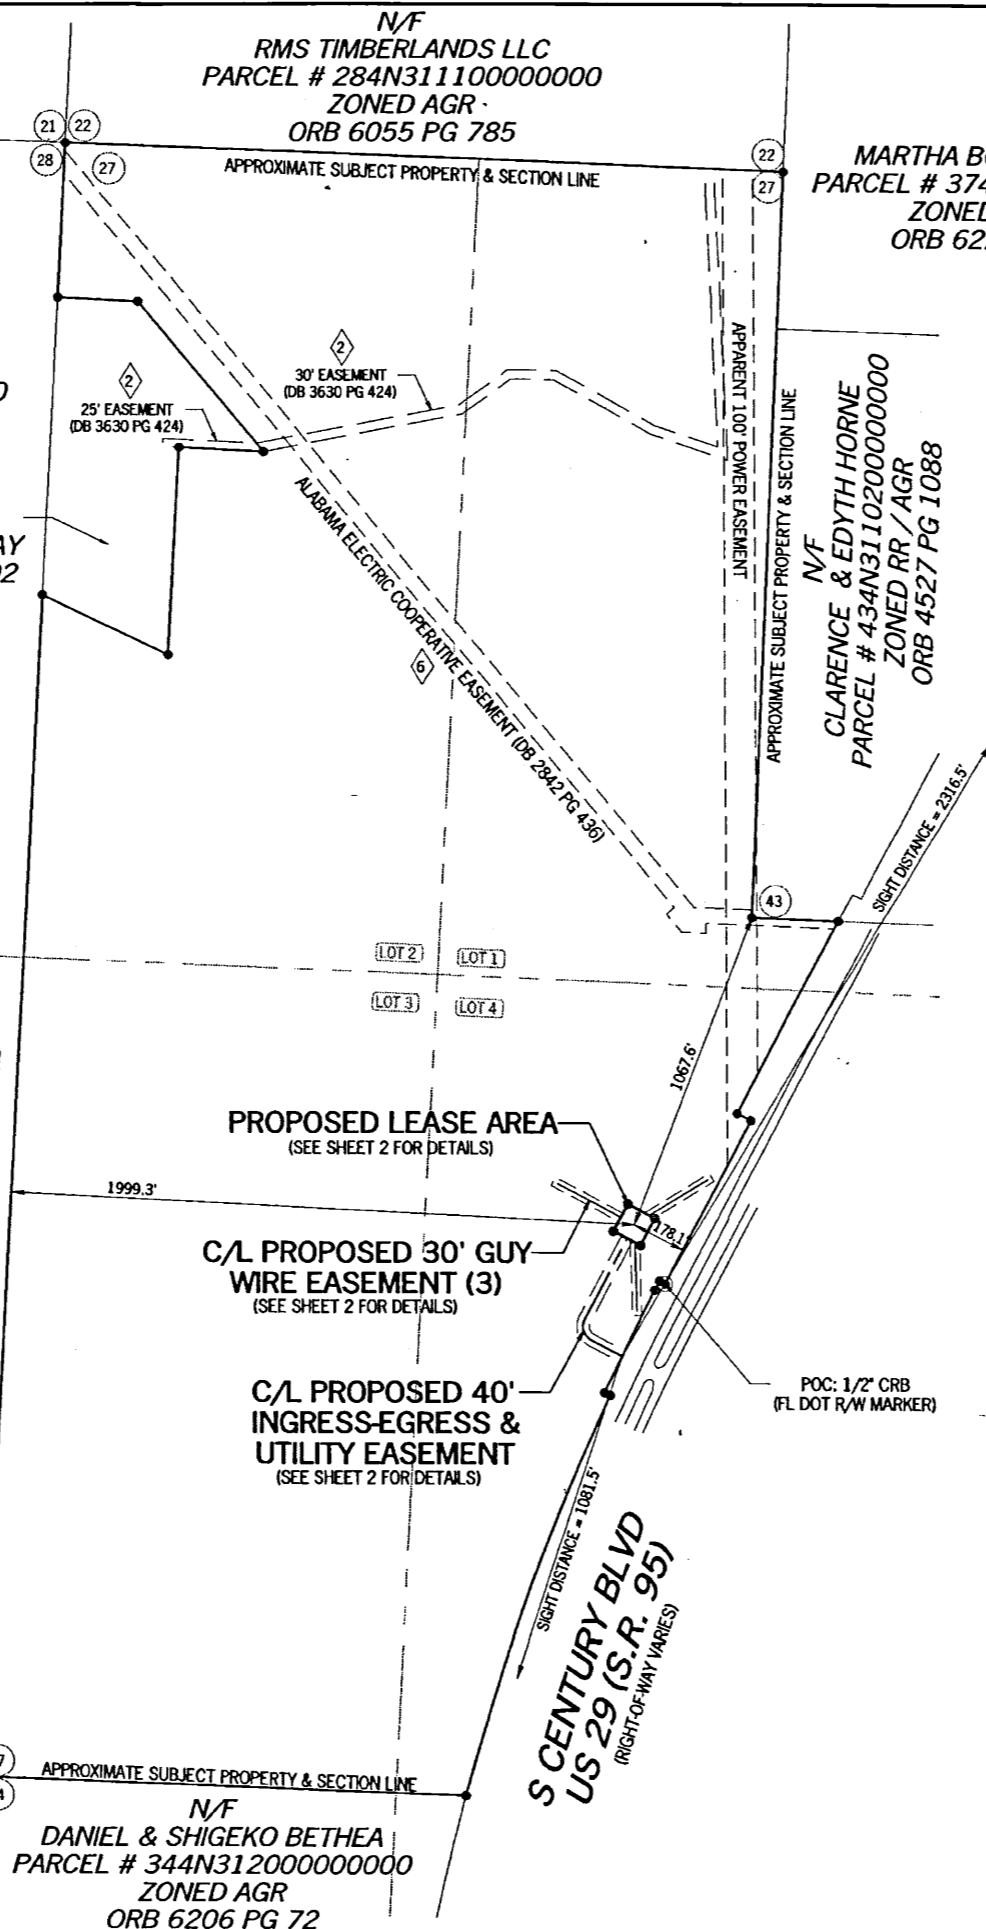 N/F
RMS TIMBERLANDS LLC
PARCEL # 284N311100000000
ZONED AGR
ORB 6055 PG 785
21 22
28 27
APPROXIMATE SUBJECT PROPERTY & SECTION LINE
22
27
MARTHA
PARCEL # 374
ZONED
ORB 62
2
25' EASEMENT
(DB 3630 PG 424)
2
30' EASEMENT
(DB 3630 PG 424)
APPARENT 100' POWER EASEMENT
APPROXIMATE SUBJECT PROPERTY & SECTION LINE
N/F
CLARENCE & EDYTH HORNE
PARCEL # 434N311020000000
ZONED RR / AGR
ORB 4527 PG 1088
AY
02
ALABAMA ELECTRIC COOPERATIVE EASEMENT (DB 2842 PG 436)
6
SIGHT DISTANCE = 2316.5'
43
LOT 2 LOT 1
LOT 3 LOT 4
1067.6'
PROPOSED LEASE AREA
(SEE SHEET 2 FOR DETAILS)
1999.3'
178.1'
C/L PROPOSED 30' GUY
WIRE EASEMENT (3)
(SEE SHEET 2 FOR DETAILS)
C/L PROPOSED 40'
INGRESS-EGRESS &
UTILITY EASEMENT
(SEE SHEET 2 FOR DETAILS)
POC: 1/2" CRB
(FL DOT R/W MARKER)
SIGHT DISTANCE = 1081.5'
S CENTURY BLVD
US 29 (S.R. 95)
(RIGHT-OF-WAY VARIES)
APPROXIMATE SUBJECT PROPERTY & SECTION LINE
N/F
DANIEL & SHIGEKO BETHEA
PARCEL # 344N312000000000
ZONED AGR
ORB 6206 PG 72